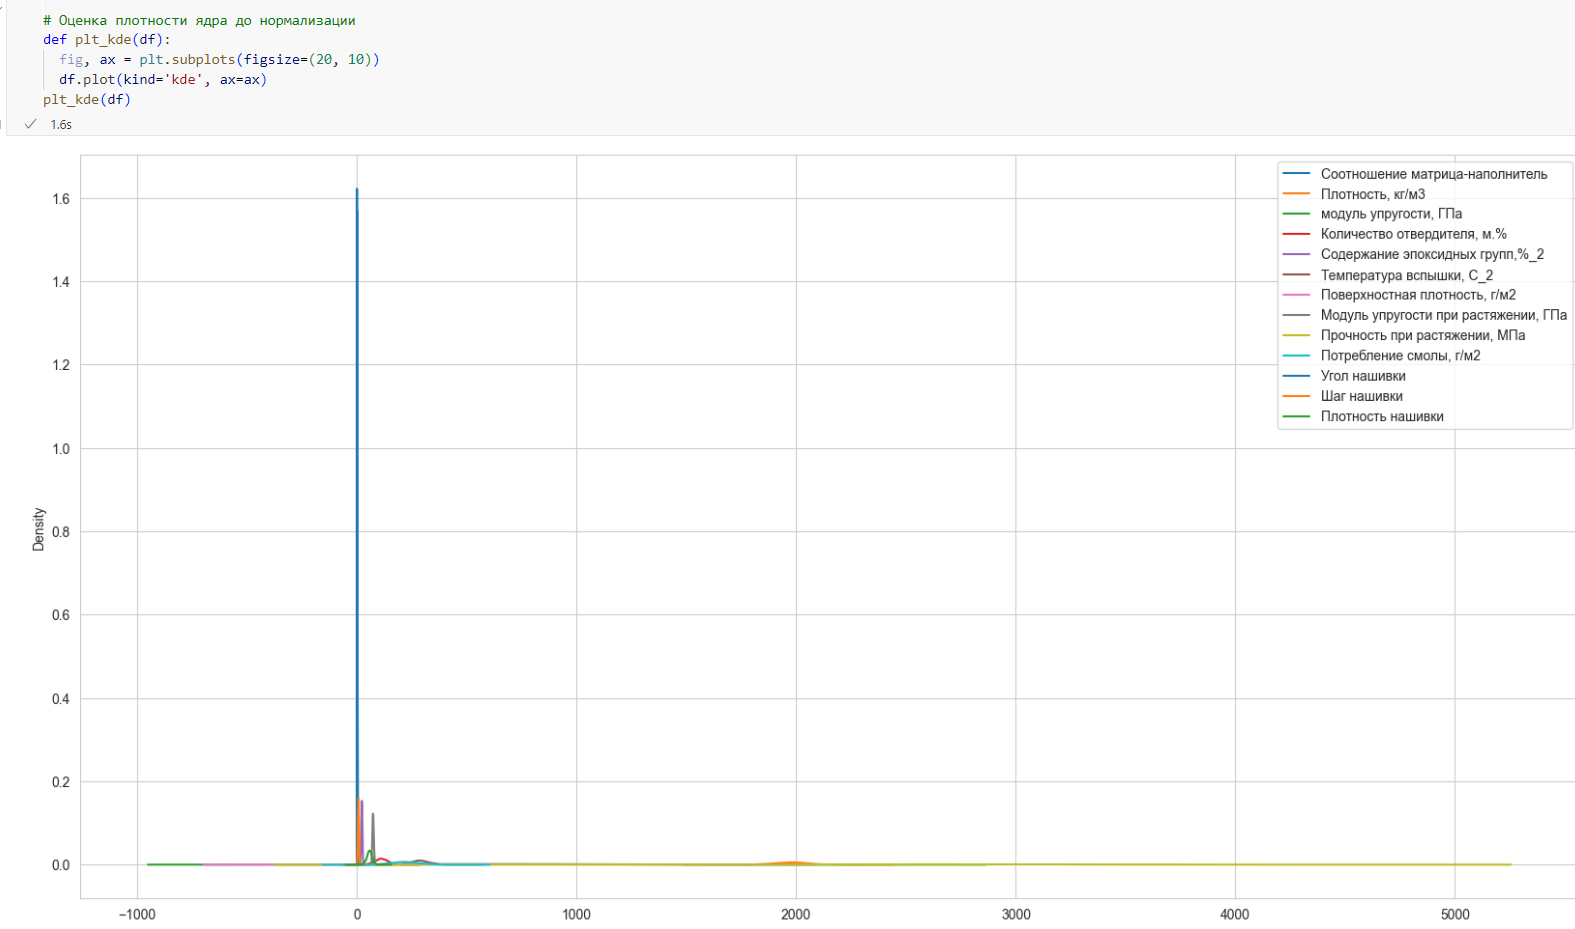 # Оценка плотности ядра до нормализации
def plt_kde(df):
fig, ax = plt.subplots(figsize=(20, 10))
df.plot(kind='kde', ax=ax)
plt_kde(df)
1.6s
Соотношение матрица-наполнитель
Плотность, кг/м3
модуль упругости, ГПа
Количество отвердителя, м.%
Содержание эпоксидных групп,%_2
Температура вспышки, С_2
Поверхностная плотность, г/м2
Модуль упругости при растяжении, ГПа
Прочность при растяжении, МПа
Потребление смолы, г/м2
Угол нашивки
Шаг нашивки
Плотность нашивки
1.6
1.4
1.2
1.0
0.8
0.6
0.4
0.2
0.0
Density
−1000 0 1000 2000 3000 4000 5000